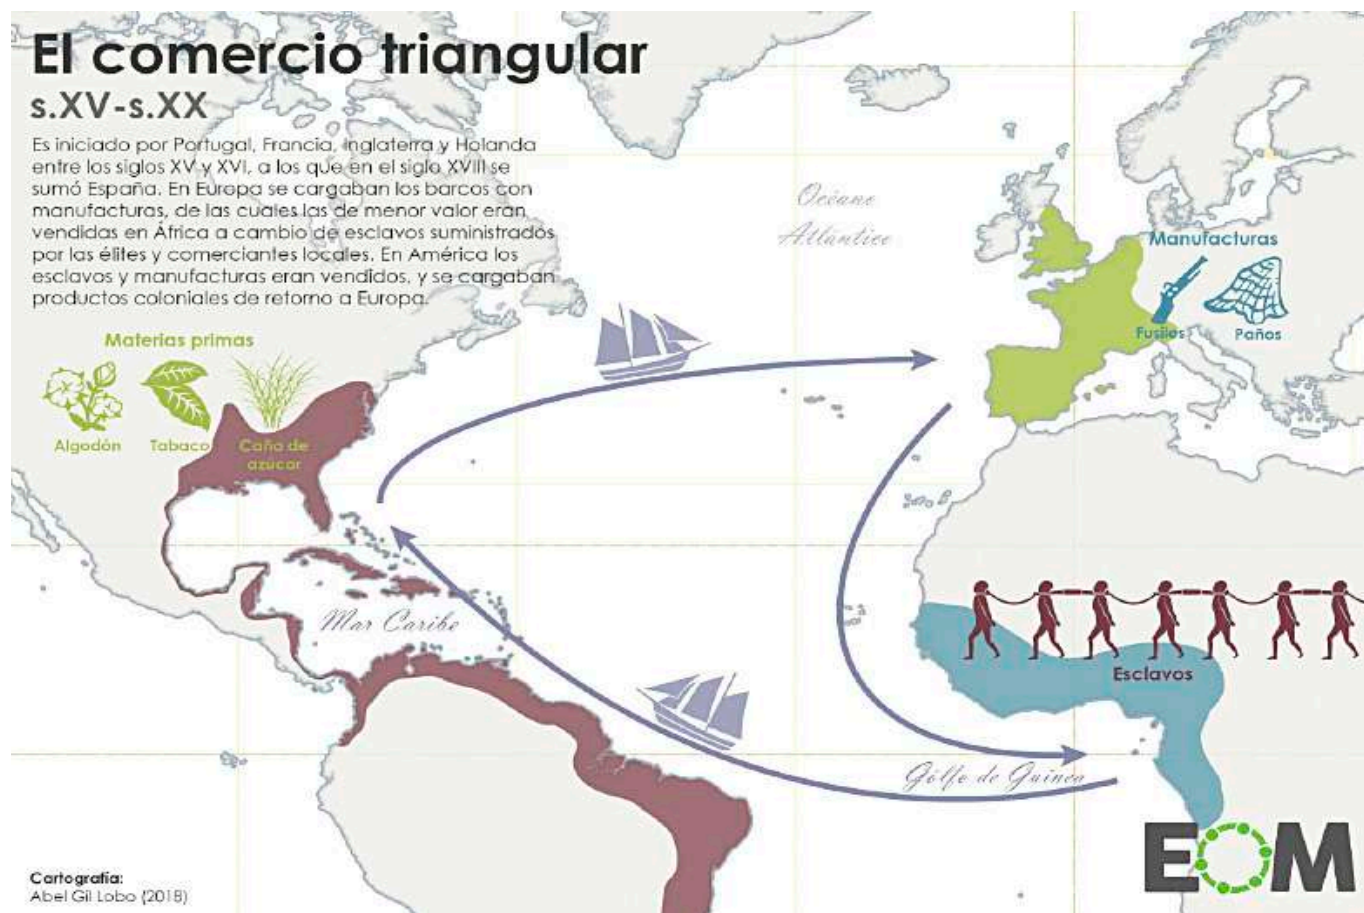 El comercio triangular
s.XV-s.XX
Es iniciado por Portugal, Francia, Inglaterra y Holanda
entre los siglos XV y XVI, a los que en el siglo XVIII se
sumó España. En Europa se cargaban los barcos con
manufacturas, de las cuales las de menor valor eran
vendidas en África a cambio de esclavos suministrados
por las élites y comerciantes locales. En América los
esclavos y manufacturas eran vendidos, y se cargaban
productos coloniales de retorno a Europa.
Océano
Atlántico
Manufacturas
Fusiles
Paños
Materias primas
Algodón
Tabaco
Caña de
azúcar
Mar Caribe
Esclavos
Golfo de Guinea
EOM
Cartografía:
Abel Gil Lobo (2018)